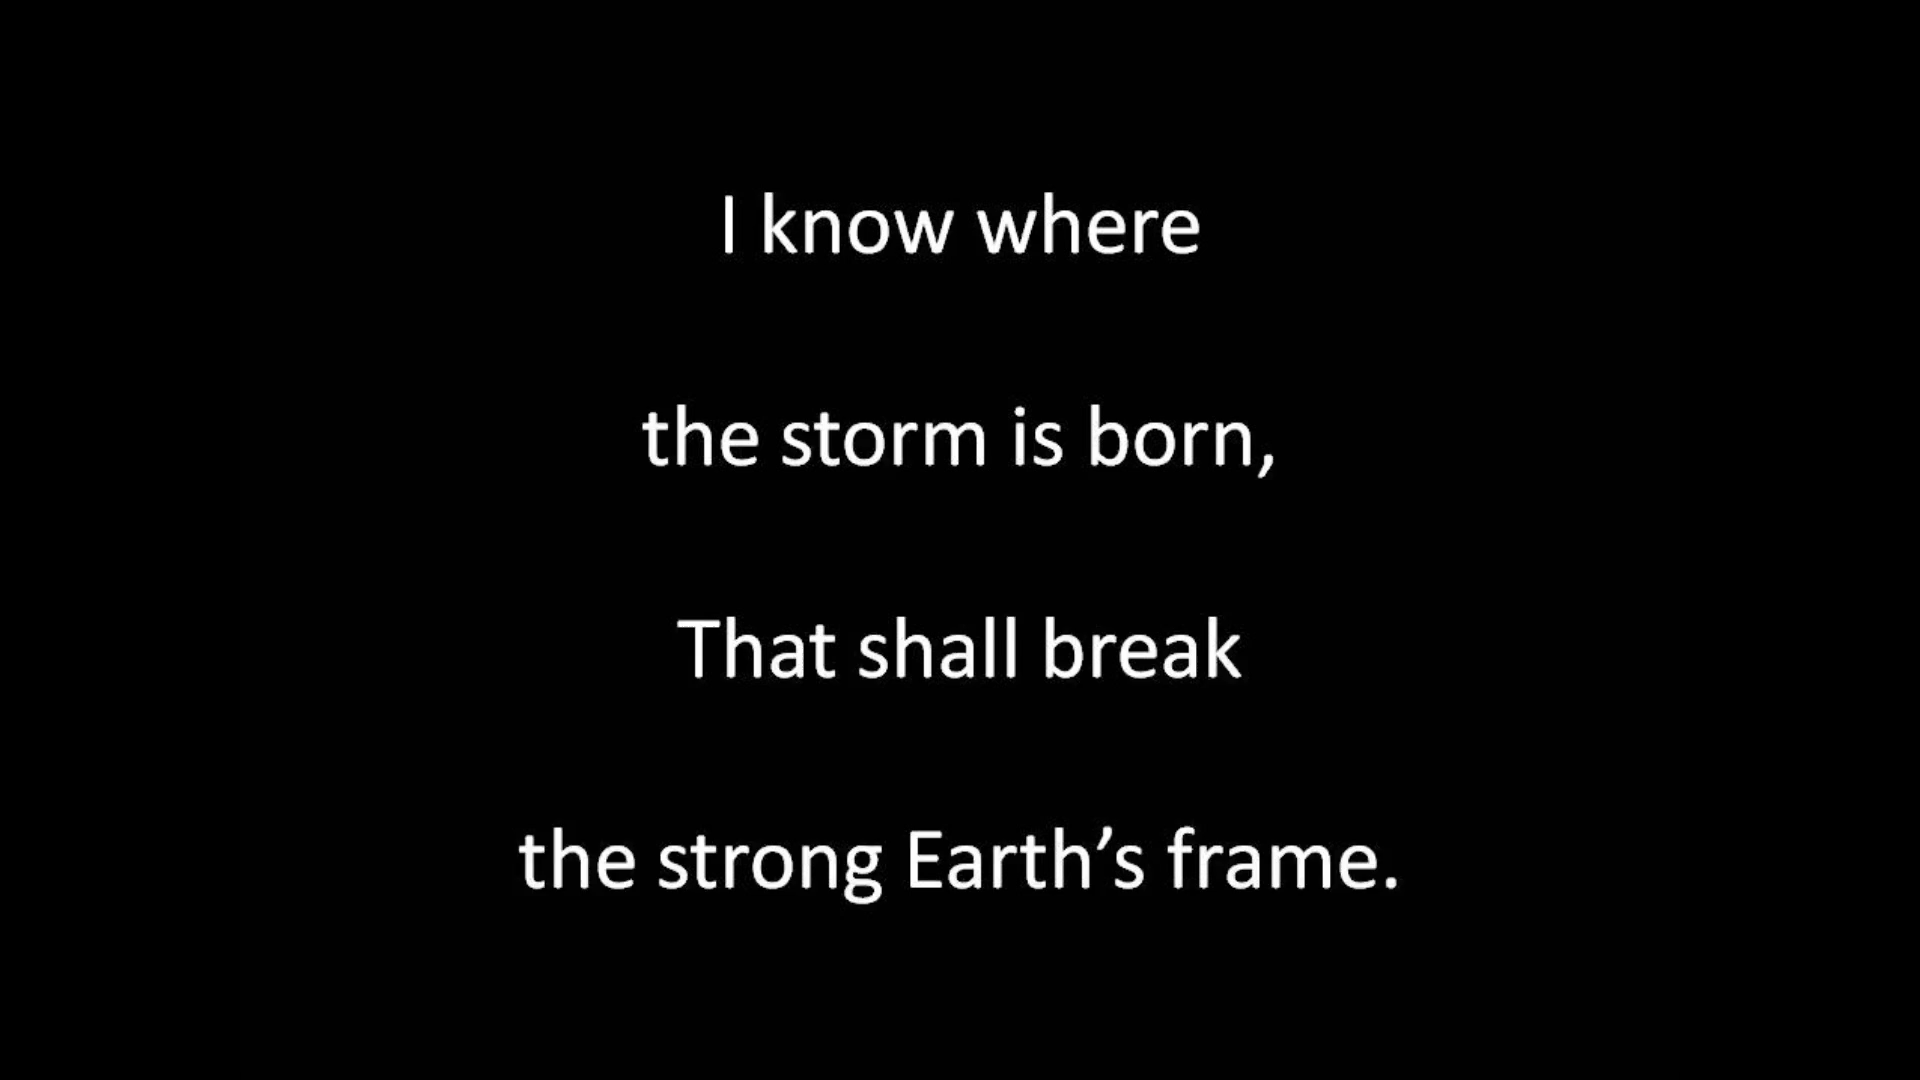 I know where
the storm is born,
That shall break
the strong Earth’s frame.